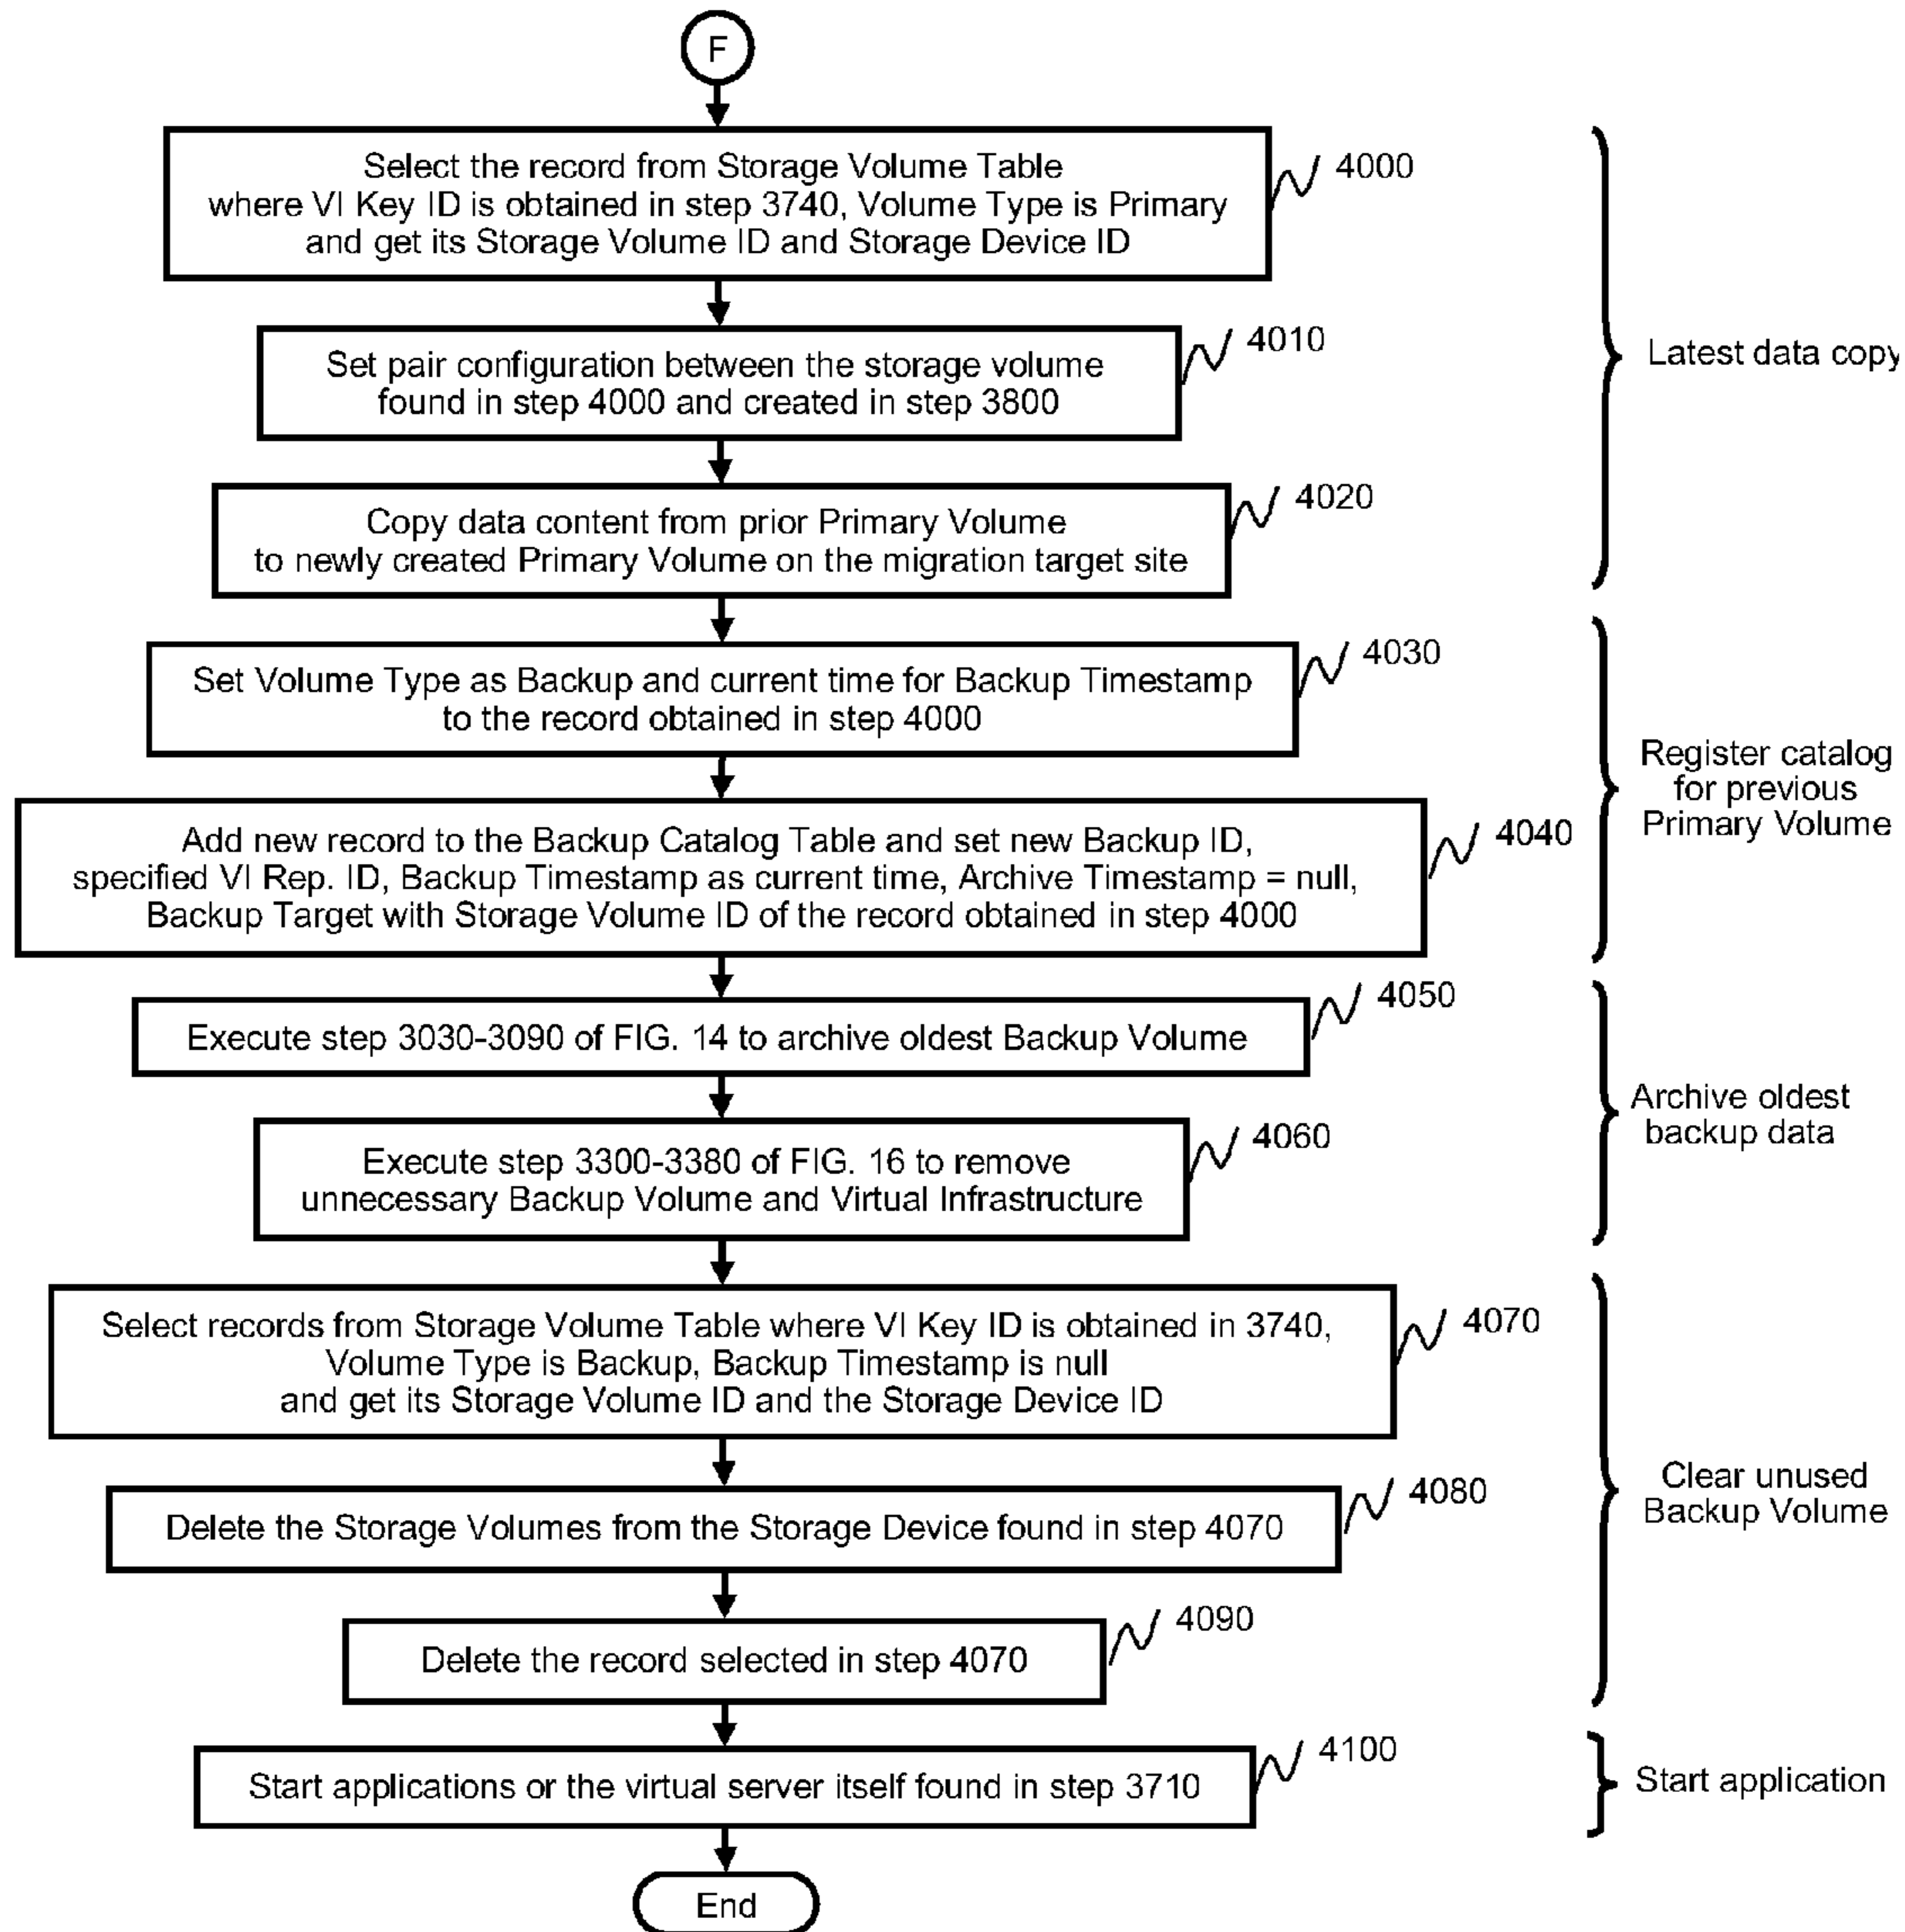 F
Select the record from Storage Volume Table
where VI Key ID is obtained in step 3740, Volume Type is Primary
and get its Storage Volume ID and Storage Device ID
4000
Set pair configuration between the storage volume
found in step 4000 and created in step 3800
4010
Latest data copy
Copy data content from prior Primary Volume
to newly created Primary Volume on the migration target site
4020
Set Volume Type as Backup and current time for Backup Timestamp
to the record obtained in step 4000
4030
Register catalog
for previous
Primary Volume
Add new record to the Backup Catalog Table and set new Backup ID,
specified VI Rep. ID, Backup Timestamp as current time, Archive Timestamp = null,
Backup Target with Storage Volume ID of the record obtained in step 4000
4040
Execute step 3030-3090 of FIG. 14 to archive oldest Backup Volume
4050
Archive oldest
backup data
Execute step 3300-3380 of FIG. 16 to remove
unnecessary Backup Volume and Virtual Infrastructure
4060
Select records from Storage Volume Table where VI Key ID is obtained in 3740,
Volume Type is Backup, Backup Timestamp is null
and get its Storage Volume ID and the Storage Device ID
4070
Clear unused
Backup Volume
Delete the Storage Volumes from the Storage Device found in step 4070
4080
Delete the record selected in step 4070
4090
Start applications or the virtual server itself found in step 3710
4100
Start application
End